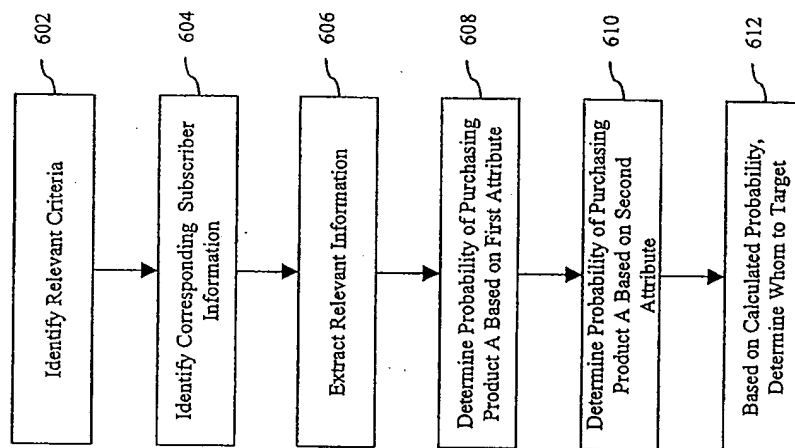 602
Identify Relevant Criteria
604
Identify Corresponding Subscriber
Information
606
Extract Relevant Information
608
Determine Probability of Purchasing
Product A Based on First Attribute
610
Determine Probability of Purchasing
Product A Based on Second
Attribute
612
Based on Calculated Probability,
Determine Whom to Target